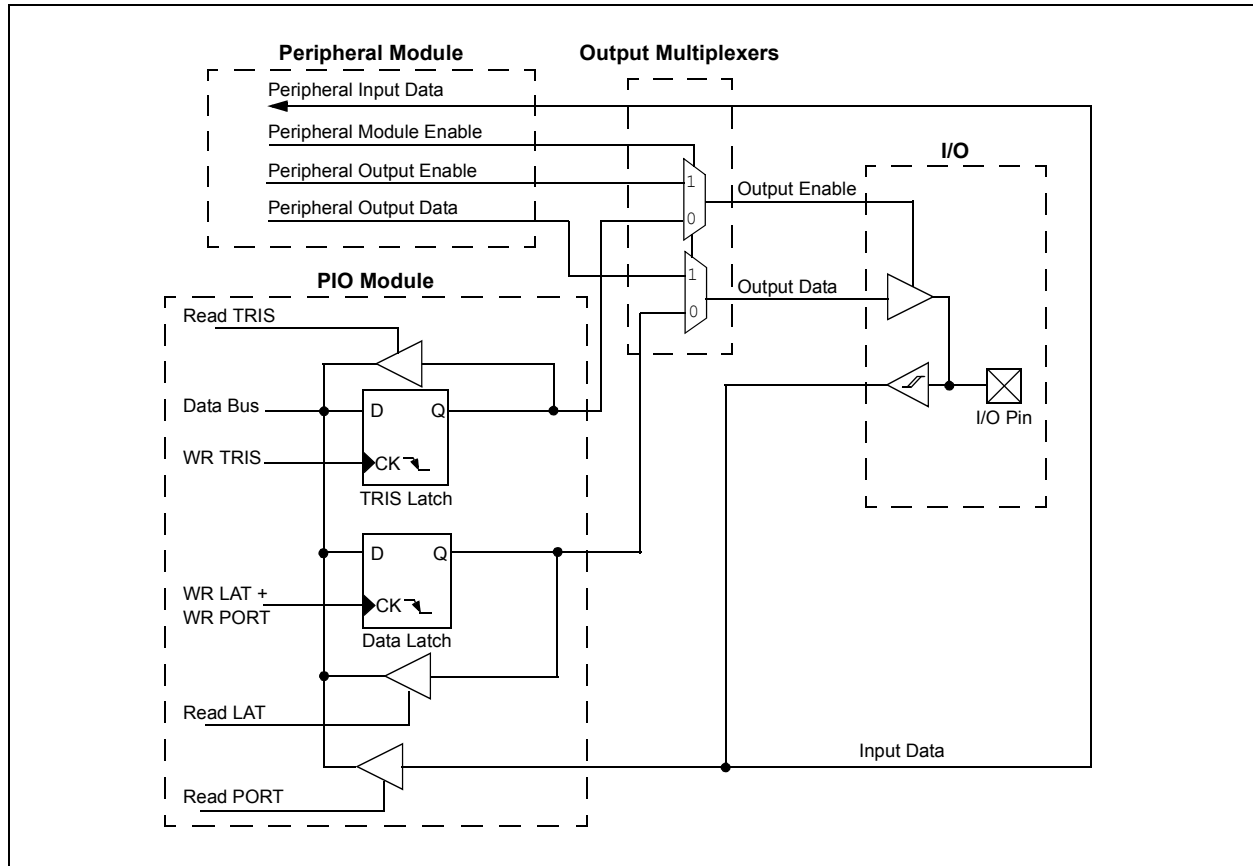 Peripheral Module
Output Multiplexers
Peripheral Input Data
Peripheral Module Enable
Peripheral Output Enable
Peripheral Output Data
1
0
1
0
Output Enable
Output Data
I/O
I/O Pin
PIO Module
Read TRIS
Data Bus
D Q
WR TRIS
CK
TRIS Latch
D Q
WR LAT +
WR PORT
CK
Data Latch
Read LAT
Input Data
Read PORT